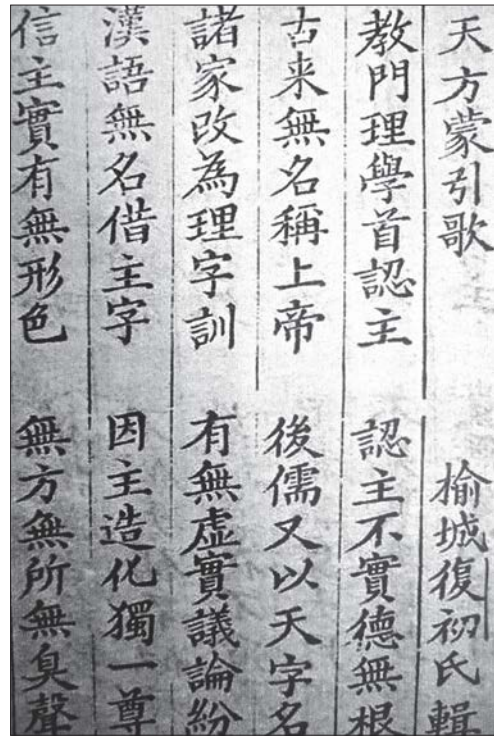 天方蒙引歌　榆城復初氏輯
教門理學首認主　認主不實德無根
古来無名稱上帝　後儒又以天字名
諸家改為理字訓　有無虛實議論紛
漢語無名借主字　因主造化獨一尊
信主實有無形色　無方無所無臭聲